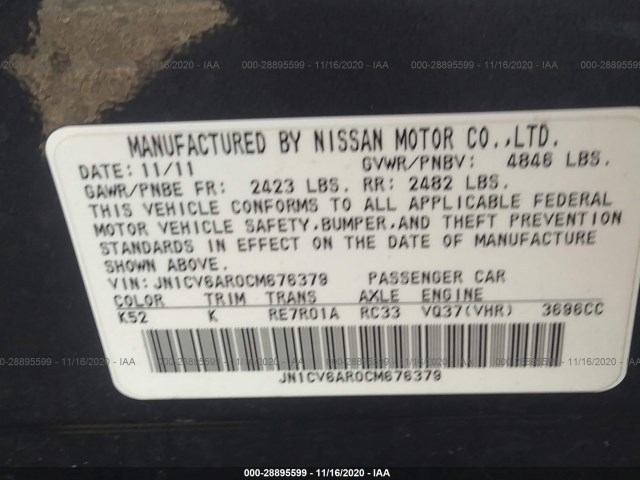 000-28895599 - 11/16/2020 - IAA
MANUFACTURED BY NISSAN MOTOR CO.,LTD.
DATE: 11/11 GVWR/PNBV: 4846 LBS.
GAWR/PNBE FR: 2423 LBS. RR: 2482 LBS.
THIS VEHICLE CONFORMS TO ALL APPLICABLE FEDERAL
MOTOR VEHICLE SAFETY,BUMPER,AND THEFT PREVENTION
STANDARDS IN EFFECT ON THE DATE OF MANUFACTURE
SHOWN ABOVE.
VIN: JN1CV6AR0CM676379 PASSENGER CAR
COLOR TRIM TRANS AXLE ENGINE
K52 K RE7R01A RC33 VQ37(VHR) 3696CC
JN1CV6AR0CM676379
000-28895599 - 11/16/2020 - IAA